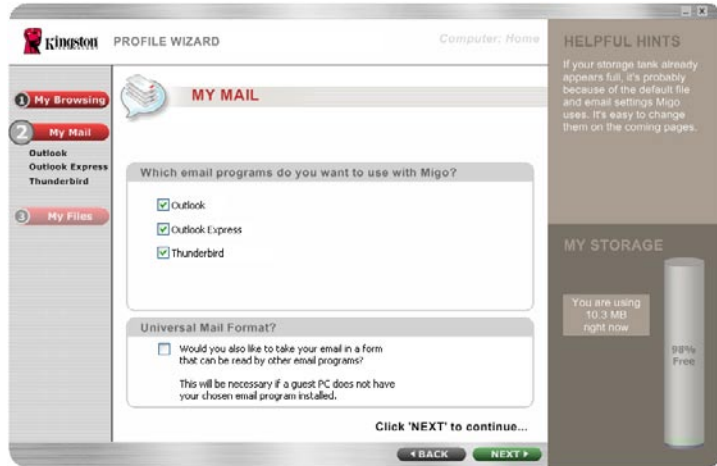 Kingston
TECHNOLOGY
PROFILE WIZARD
Computer: Home
1 My Browsing
2 My Mail
Outlook
Outlook Express
Thunderbird
3 My Files
MY MAIL
Which email programs do you want to use with Migo?
Outlook
Outlook Express
Thunderbird
Universal Mail Format?
Would you also like to take your email in a form
that can be read by other email programs?
This will be necessary if a guest PC does not have
your chosen email program installed.
Click 'NEXT' to continue...
BACK
NEXT
HELPFUL HINTS
If your storage tank already
appears full, it's probably
because of the default file
and email settings Migo
uses. It's easy to change
them on the coming pages.
MY STORAGE
You are using
10.3 MB
right now
98%
Free